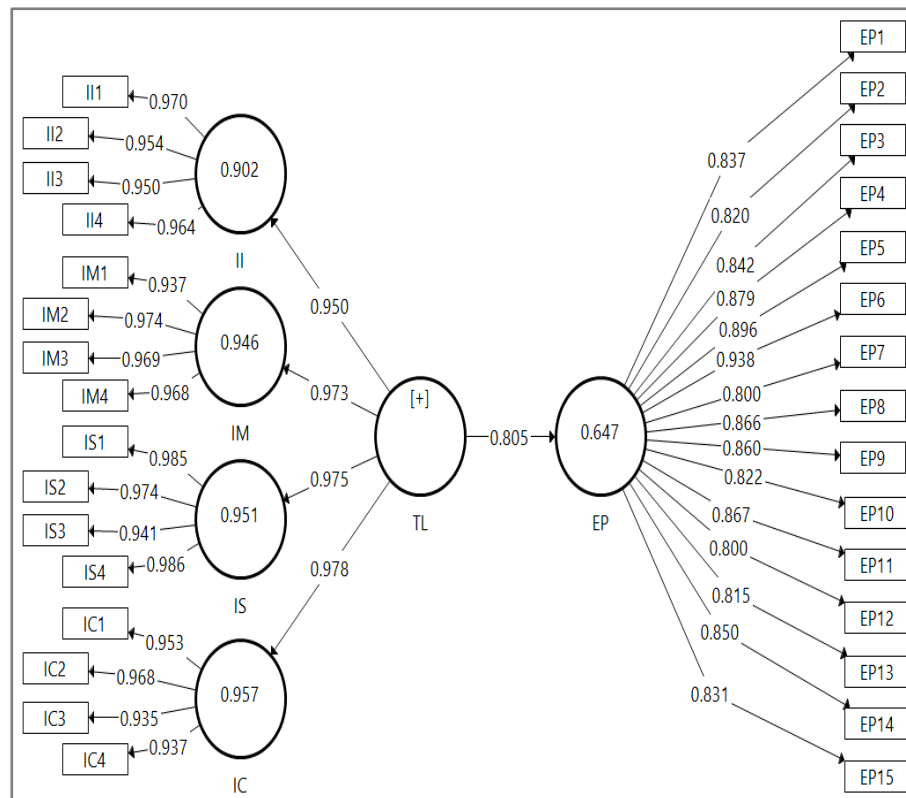 II1
0.970
II2
0.954
II3
0.950
II4
0.964
0.902
II
IM1
0.937
IM2
0.974
IM3
0.969
IM4
0.968
0.946
IM
IS1
0.985
IS2
0.974
IS3
0.941
IS4
0.986
0.951
IS
IC1
0.953
IC2
0.968
IC3
0.935
IC4
0.937
0.957
IC
0.950
0.973
0.975
0.978
[+]
TL
0.805
0.647
EP
0.837
0.820
0.842
0.879
0.896
0.938
0.800
0.866
0.860
0.822
0.867
0.800
0.815
0.850
0.831
EP1
EP2
EP3
EP4
EP5
EP6
EP7
EP8
EP9
EP10
EP11
EP12
EP13
EP14
EP15